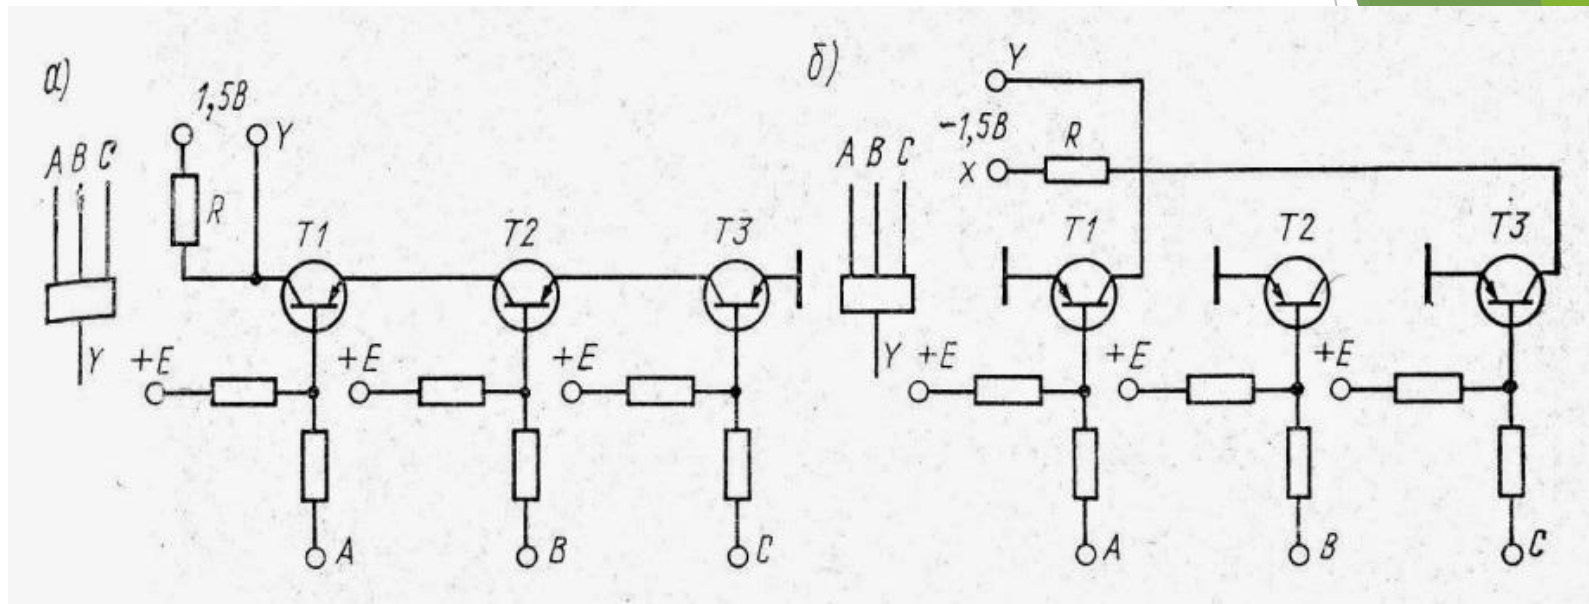 а)
1,5В
Y
A B C
R
T1
T2
T3
Y
+E
+E
+E
A
B
C
б)
Y
-1,5В
X
R
A B C
T1
T2
T3
Y
+E
+E
+E
A
B
C